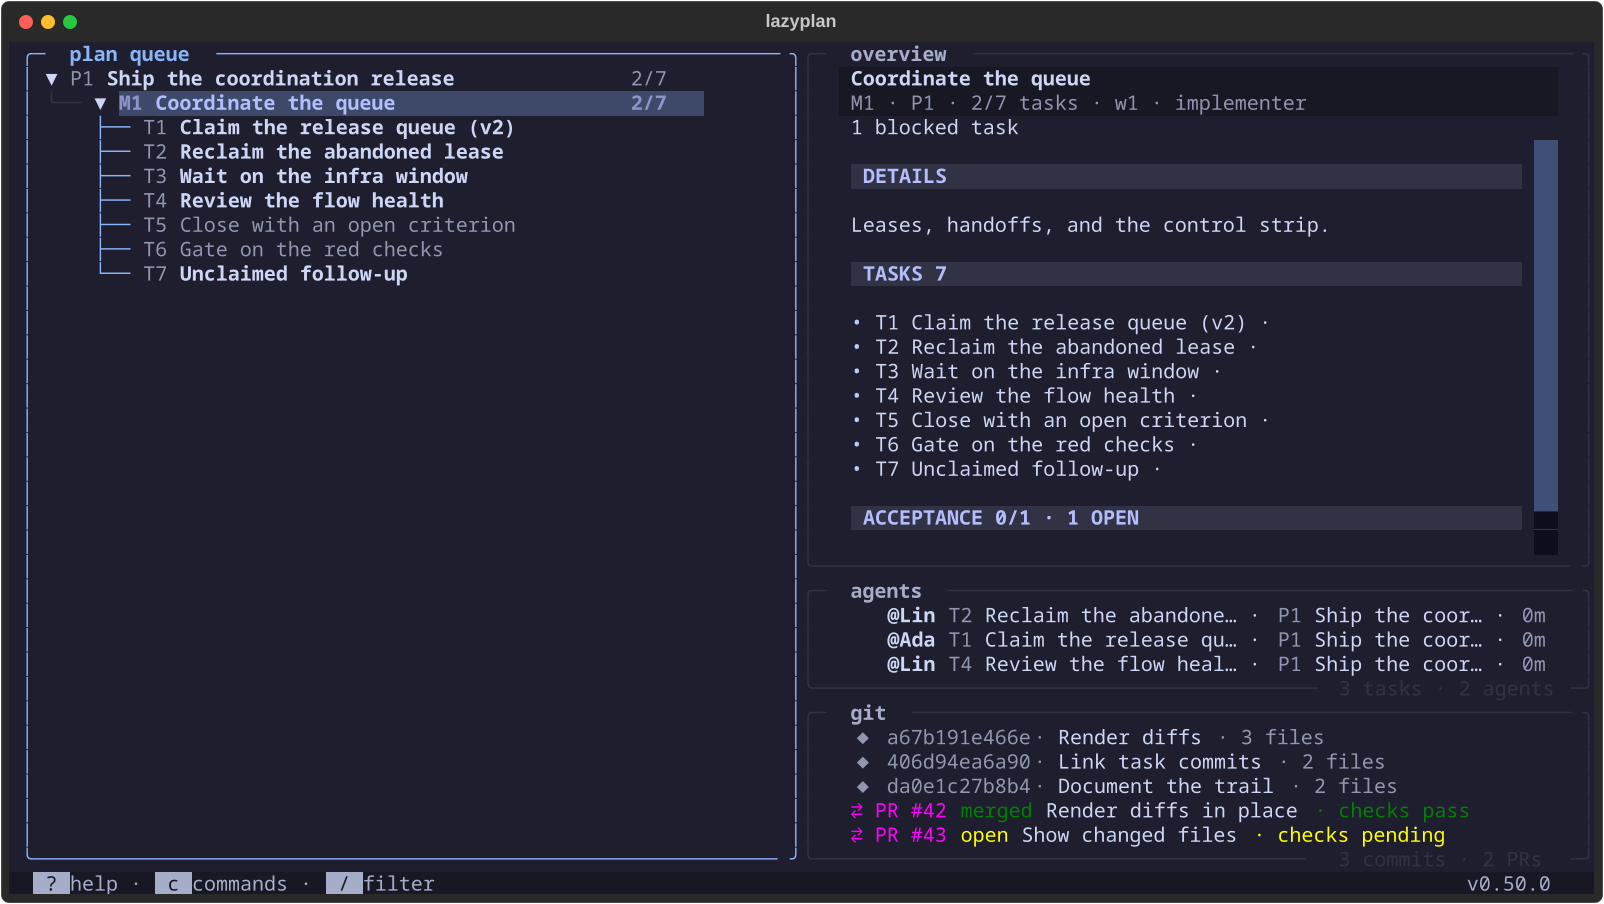 lazyplan
plan queue
▼ P1 Ship the coordination release 2/7
▼ M1 Coordinate the queue 2/7
T1 Claim the release queue (v2)
T2 Reclaim the abandoned lease
T3 Wait on the infra window
T4 Review the flow health
T5 Close with an open criterion
T6 Gate on the red checks
T7 Unclaimed follow-up
overview
Coordinate the queue
M1 · P1 · 2/7 tasks · w1 · implementer
1 blocked task
DETAILS
Leases, handoffs, and the control strip.
TASKS 7
• T1 Claim the release queue (v2) ·
• T2 Reclaim the abandoned lease ·
• T3 Wait on the infra window ·
• T4 Review the flow health ·
• T5 Close with an open criterion ·
• T6 Gate on the red checks ·
• T7 Unclaimed follow-up ·
ACCEPTANCE 0/1 · 1 OPEN
agents
@Lin T2 Reclaim the abandone… · P1 Ship the coor… · 0m
@Ada T1 Claim the release qu… · P1 Ship the coor… · 0m
@Lin T4 Review the flow heal… · P1 Ship the coor… · 0m
3 tasks · 2 agents
git
◆ a67b191e466e · Render diffs · 3 files
◆ 406d94ea6a90 · Link task commits · 2 files
◆ da0e1c27b8b4 · Document the trail · 2 files
⇄ PR #42 merged Render diffs in place · checks pass
⇄ PR #43 open Show changed files · checks pending
3 commits · 2 PRs
? help · c commands · / filter
v0.50.0